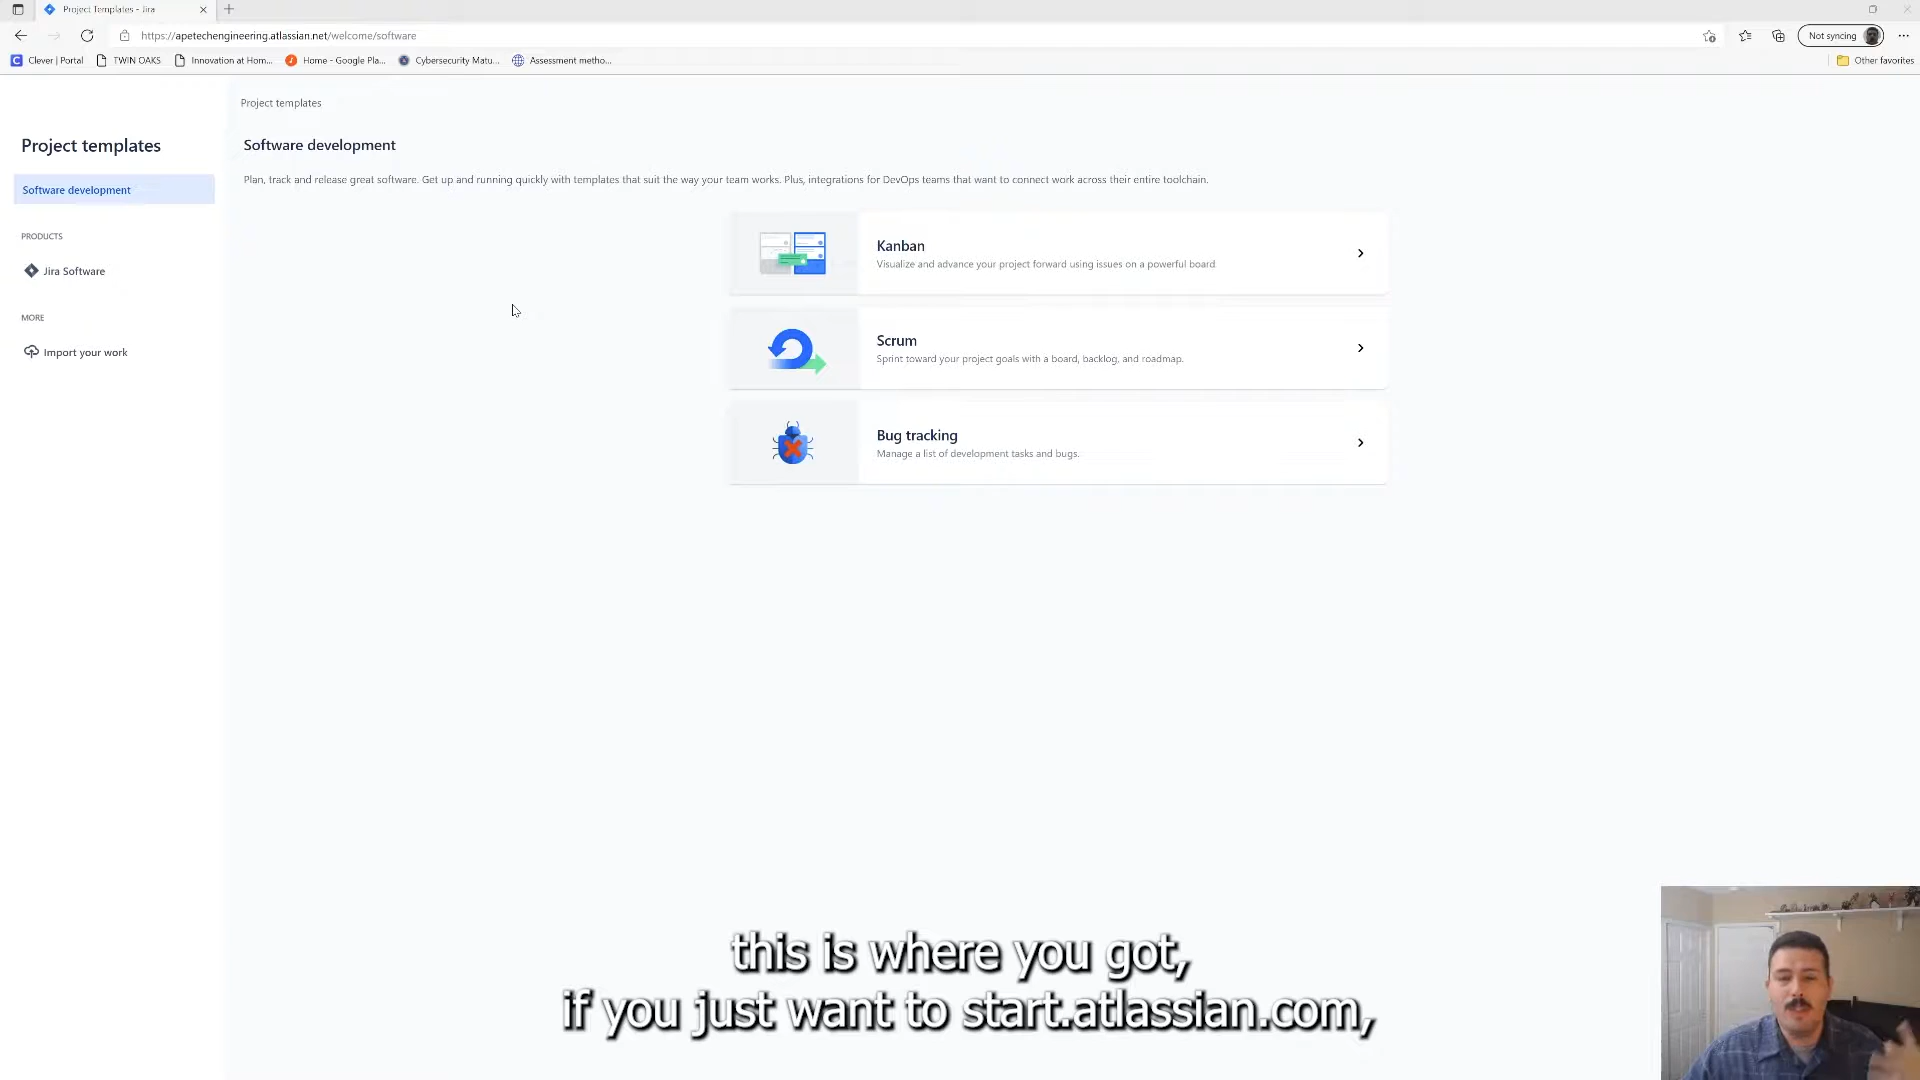 Project Templates - Jira
https://apetechengineering.atlassian.net/welcome/software
Not syncing
Clever | Portal
TWIN OAKS
Innovation at Hom...
Home - Google Pla...
Cybersecurity Matu...
Assessment metho...
Other favorites
Project templates
Project templates
Software development
Software development
Plan, track and release great software. Get up and running quickly with templates that suit the way your team works. Plus, integrations for DevOps teams that want to connect work across their entire toolchain.
PRODUCTS
Jira Software
MORE
Import your work
Kanban
Visualize and advance your project forward using issues on a powerful board
Scrum
Sprint toward your project goals with a board, backlog, and roadmap.
Bug tracking
Manage a list of development tasks and bugs.
this is where you got,
if you just want to start.atlassian.com,